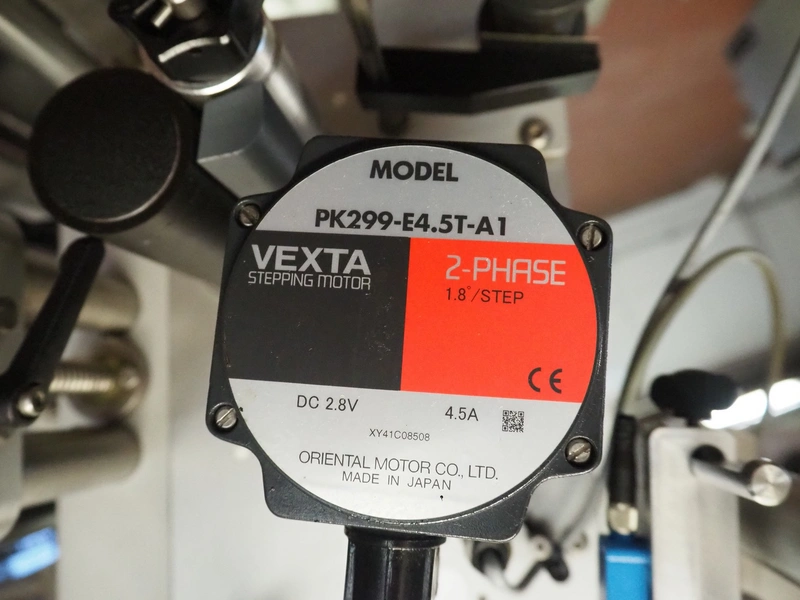 MODEL
PK299-E4.5T-A1
VEXTA
STEPPING MOTOR
2-PHASE
1.8°/STEP
CE
DC 2.8V
4.5A
XY41C08508
ORIENTAL MOTOR CO., LTD.
MADE IN JAPAN